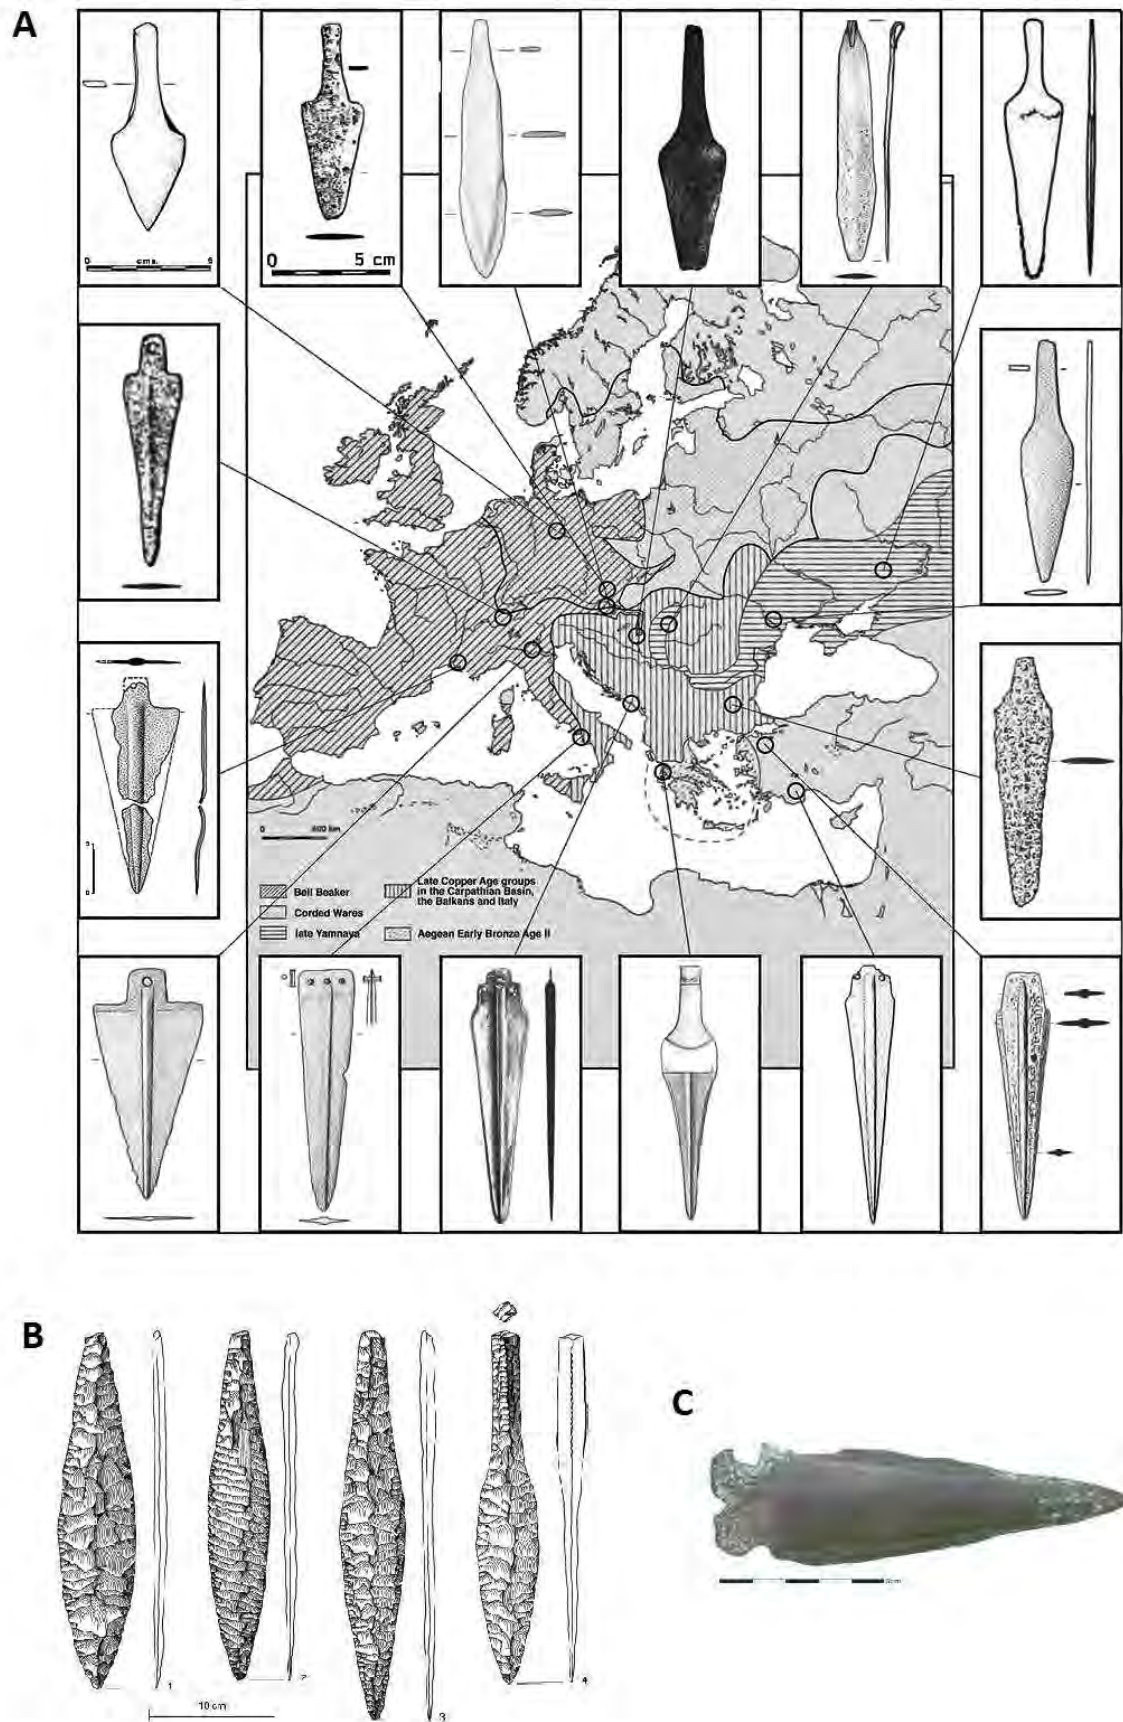 A
0 cms. 5
0 5 cm
0 600 km
Bell Beaker
Corded Wares
late Yamnaya
Late Copper Age groups
in the Carpathian Basin,
the Balkans and Italy
Aegean Early Bronze Age II
B
1
2
3
4
10 cm
C